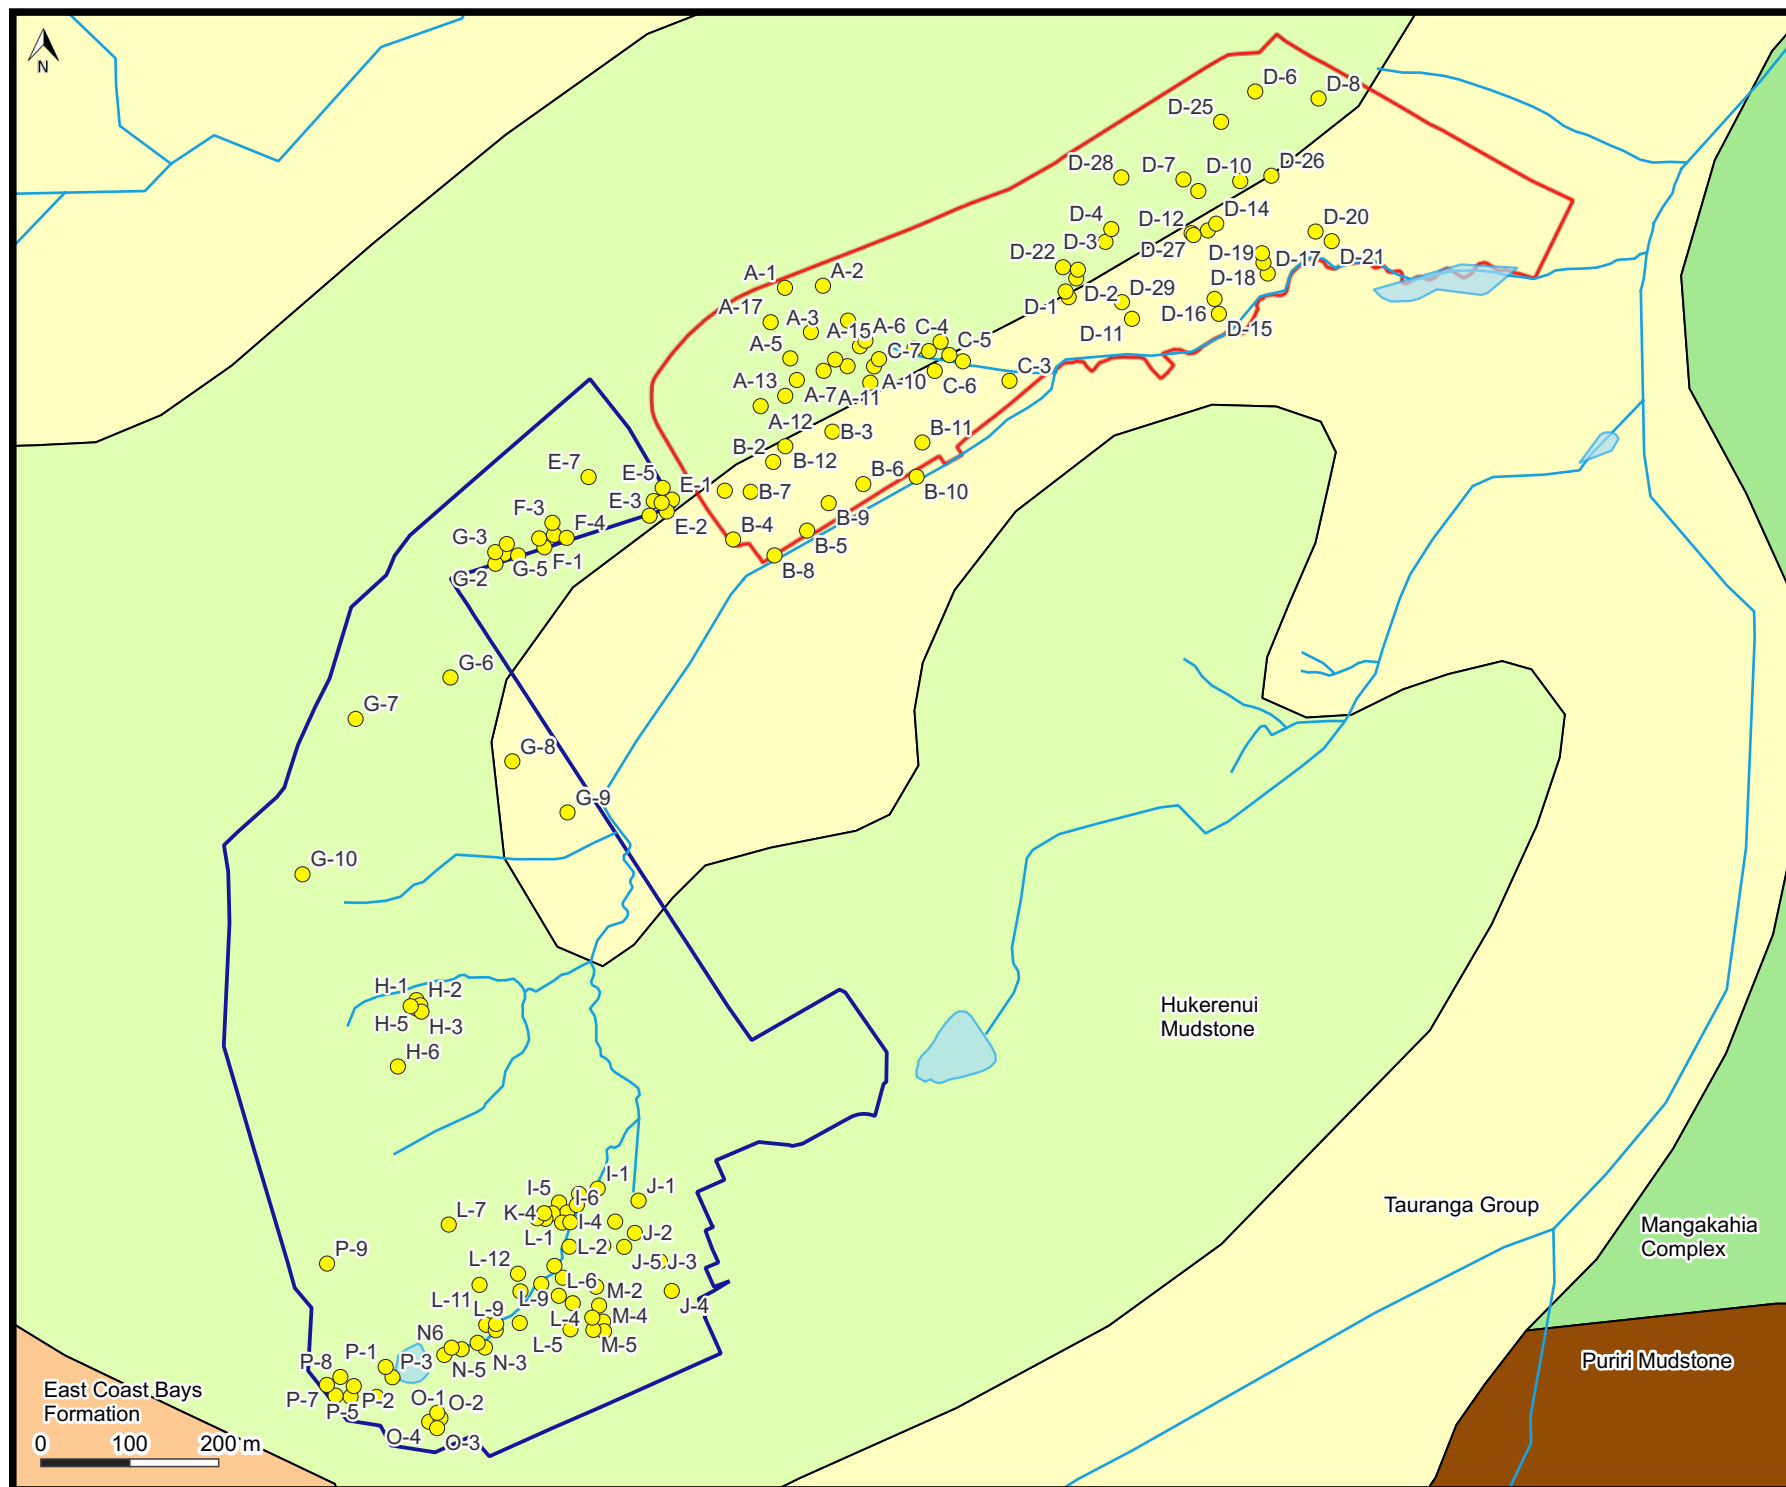 N
D-6
D-8
D-25
D-28
D-7
D-10
D-26
D-4
D-12
D-14
D-20
D-3
D-27
D-22
D-19
D-17
D-21
D-18
A-1
A-2
D-1
D-2
D-29
D-16
D-15
D-11
A-17
A-3
A-15
A-6
C-4
C-5
A-5
C-7
C-3
A-13
A-7
A-11
A-10
C-6
A-12
B-3
B-11
B-2
B-12
B-6
E-7
E-5
E-1
B-7
B-10
E-3
F-3
F-4
E-2
B-9
G-3
B-4
B-5
G-2
G-5
F-1
B-8
G-6
G-7
G-8
G-9
G-10
H-1
H-2
H-5
H-3
H-6
Hukerenui
Mudstone
I-1
I-5
I-6
J-1
K-4
I-4
L-7
L-1
L-2
J-2
P-9
L-12
J-5
J-3
L-6
M-2
L-11
L-9
L-9
J-4
L-4
M-4
L-5
M-5
N6
P-1
P-3
N-5
N-3
P-8
P-7
P-5
P-2
O-1
O-2
O-4
O-3
Tauranga Group
Mangakahia
Complex
Puriri Mudstone
East Coast Bays
Formation
0 100 200 m